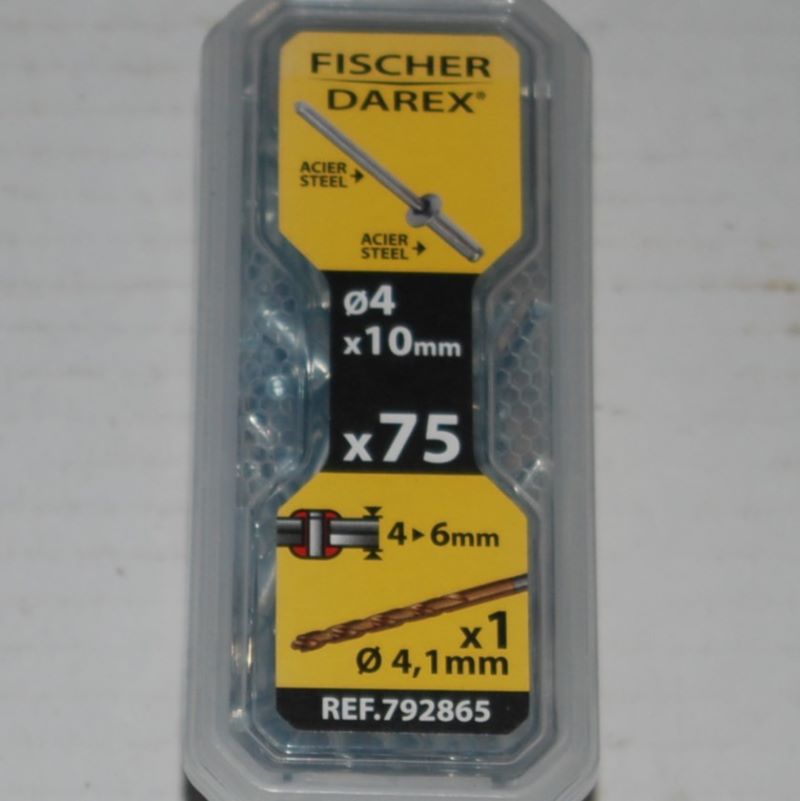 FISCHER
DAREX®
ACIER
STEEL
ACIER
STEEL
ø4
x10mm
x75
4►6mm
x1
Ø 4,1mm
REF.792865